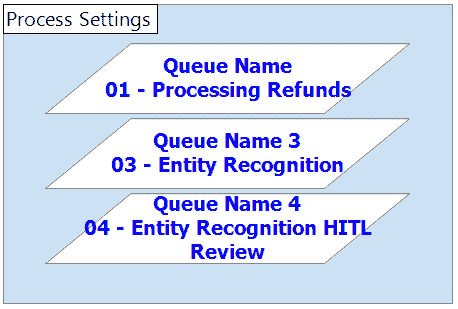 Process Settings
Queue Name
01 - Processing Refunds
Queue Name 3
03 - Entity Recognition
Queue Name 4
04 - Entity Recognition HITL
Review